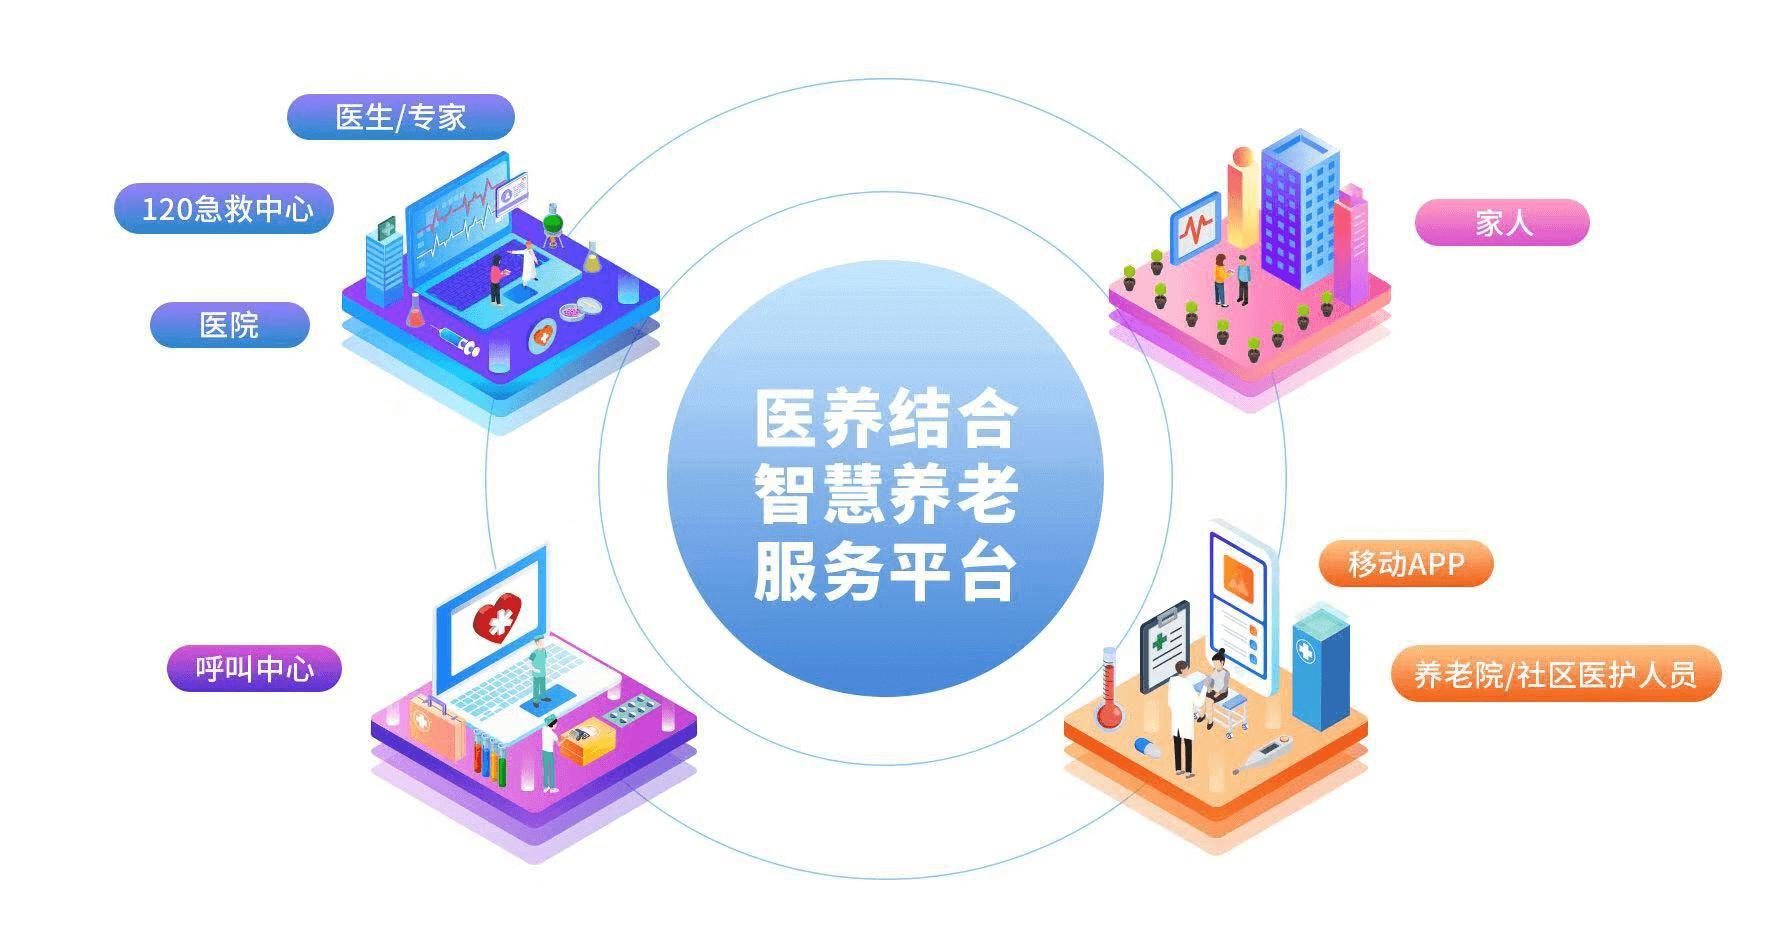 医生/专家
120急救中心
医院
家人
医养结合
智慧养老
服务平台
呼叫中心
移动APP
养老院/社区医护人员